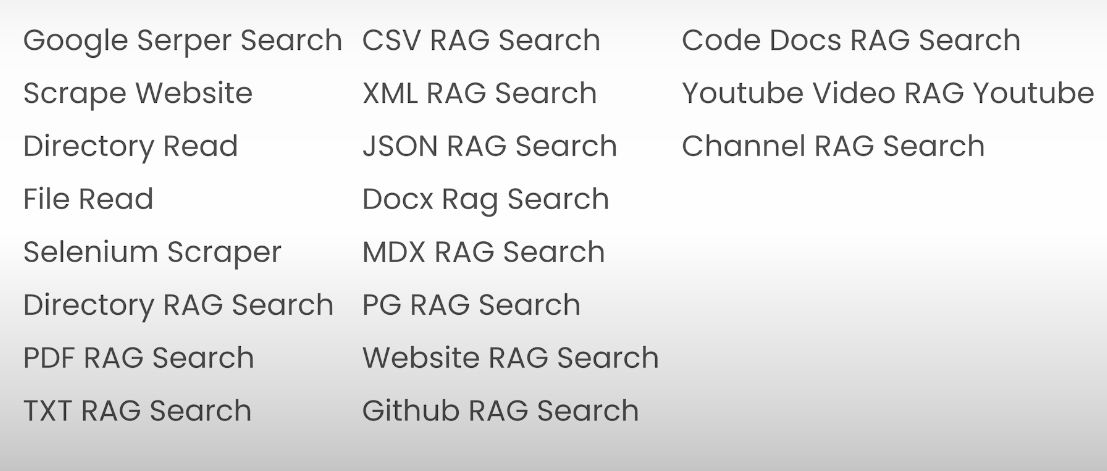 Google Serper Search
Scrape Website
Directory Read
File Read
Selenium Scraper
Directory RAG Search
PDF RAG Search
TXT RAG Search
CSV RAG Search
XML RAG Search
JSON RAG Search
Docx Rag Search
MDX RAG Search
PG RAG Search
Website RAG Search
Github RAG Search
Code Docs RAG Search
Youtube Video RAG Youtube
Channel RAG Search